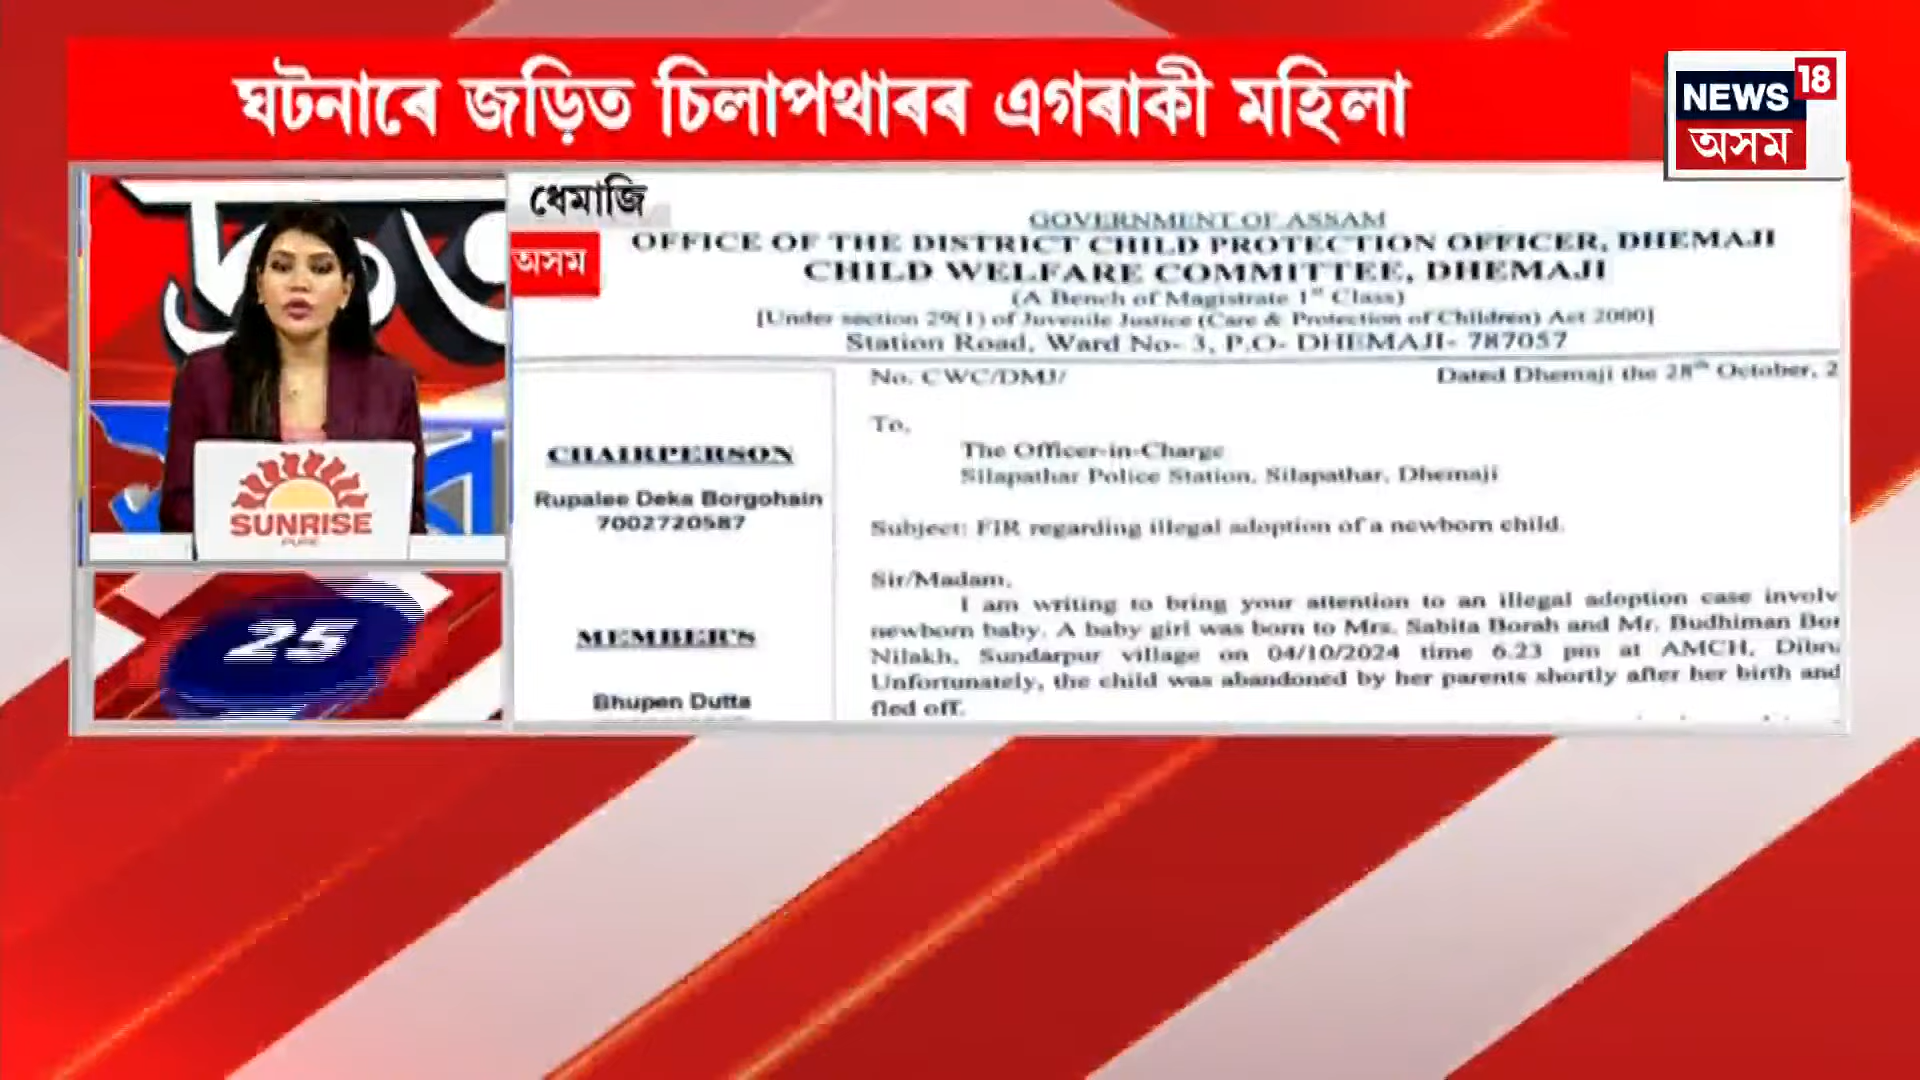 ঘটনাৰে জড়িত চিলাপথাৰৰ এগৰাকী মহিলা
NEWS 18
অসম
ধেমাজি
অসম
GOVERNMENT OF ASSAM
OFFICE OF THE DISTRICT CHILD PROTECTION OFFICER, DHEMAJI
CHILD WELFARE COMMITTEE, DHEMAJI
(A Bench of Magistrate 1st Class)
[Under section 29(1) of Juvenile Justice (Care & Protection of Children) Act 2000]
Station Road, Ward No- 3, P.O- DHEMAJI- 787057
No. CWC/DMJ/
Dated Dhemaji the 28th October, 2
CHAIRPERSON
Rupalee Deka Borgohain
7002720587
MEMBER'S
Bhupen Dutta
To,
The Officer-in-Charge
Silapathar Police Station, Silapathar, Dhemaji
Subject: FIR regarding illegal adoption of a newborn child.
Sir/Madam,
I am writing to bring your attention to an illegal adoption case involv
newborn baby. A baby girl was born to Mrs. Sabita Borah and Mr. Budhiman Bor
Nilakh, Sundarpur village on 04/10/2024 time 6.23 pm at AMCH, Dibru
Unfortunately, the child was abandoned by her parents shortly after her birth and
fled off.
SUNRISE
PURE
25